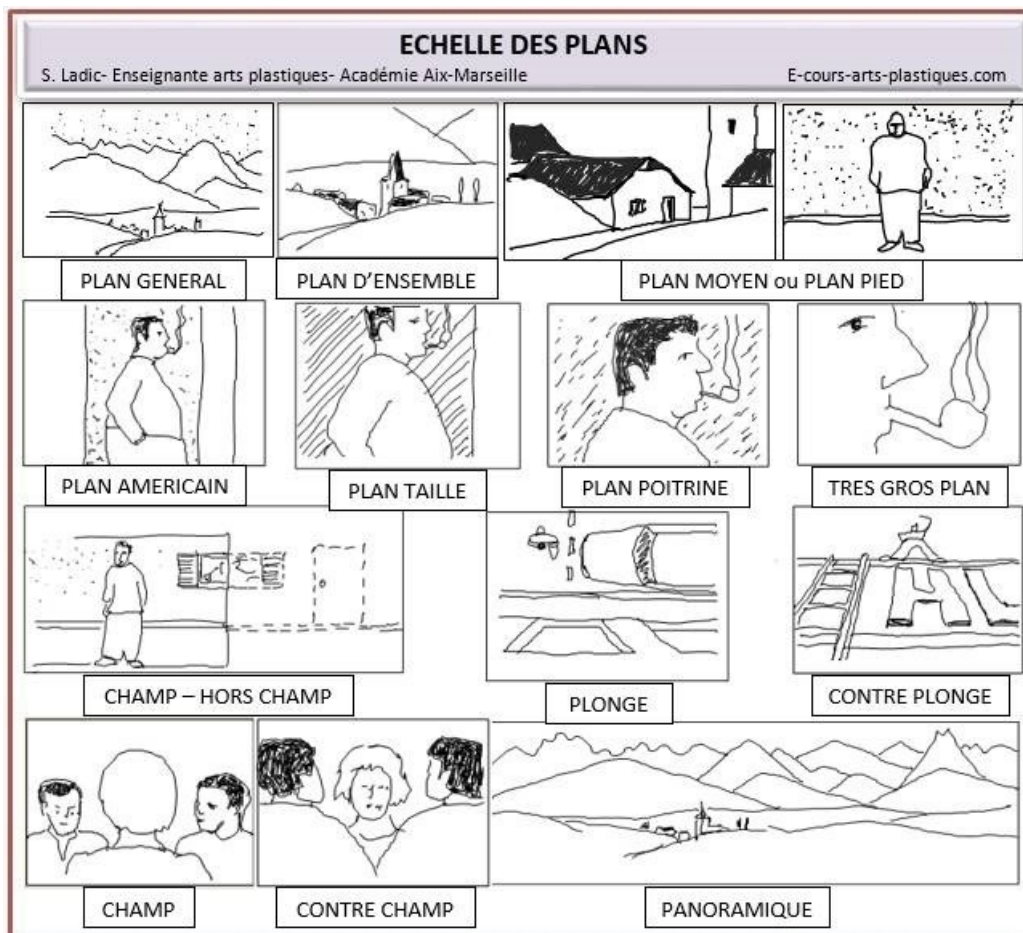 ECHELLE DES PLANS
S. Ladic- Enseignante arts plastiques- Académie Aix-Marseille
E-cours-arts-plastiques.com
PLAN GENERAL
PLAN D'ENSEMBLE
PLAN MOYEN ou PLAN PIED
PLAN AMERICAIN
PLAN TAILLE
PLAN POITRINE
TRES GROS PLAN
CHAMP – HORS CHAMP
PLONGE
CONTRE PLONGE
CHAMP
CONTRE CHAMP
PANORAMIQUE